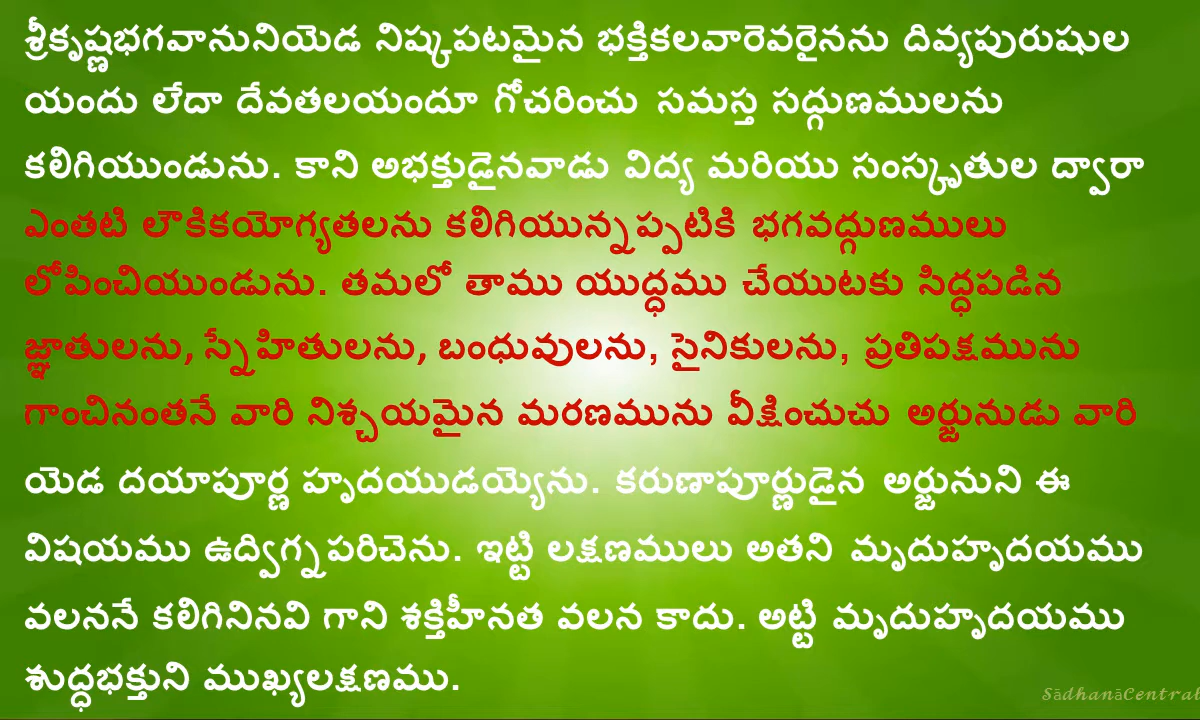 శ్రీకృష్ణభగవానునియెడ నిష్కపటమైన భక్తికలవారెవరైనను దివ్యపురుషుల
యందు లేదా దేవతలయందూ గోచరించు సమస్త సద్గుణములను
కలిగియుండును. కాని అభక్తుడైనవాడు విద్య మరియు సంస్కృతుల ద్వారా
ఎంతటి లౌకికయోగ్యతలను కలిగియున్నప్పటికి భగవద్గుణములు
లోపించియుండును. తమలో తాము యుద్ధము చేయుటకు సిద్ధపడిన
జ్ఞాతులను, స్నేహితులను, బంధువులను, సైనికులను, ప్రతిపక్షమును
గాంచినంతనే వారి నిశ్చయమైన మరణమును వీక్షించుచు అర్జునుడు వారి
యెడ దయాపూర్ణ హృదయుడయ్యెను. కరుణాపూర్ణుడైన అర్జునుని ఈ
విషయము ఉద్విగ్నపరిచెను. ఇట్టి లక్షణములు అతని మృదుహృదయము
వలననే కలిగినినవి గాని శక్తిహీనత వలన కాదు. అట్టి మృదుహృదయము
శుద్ధభక్తుని ముఖ్యలక్షణము.
SādhanāCentral